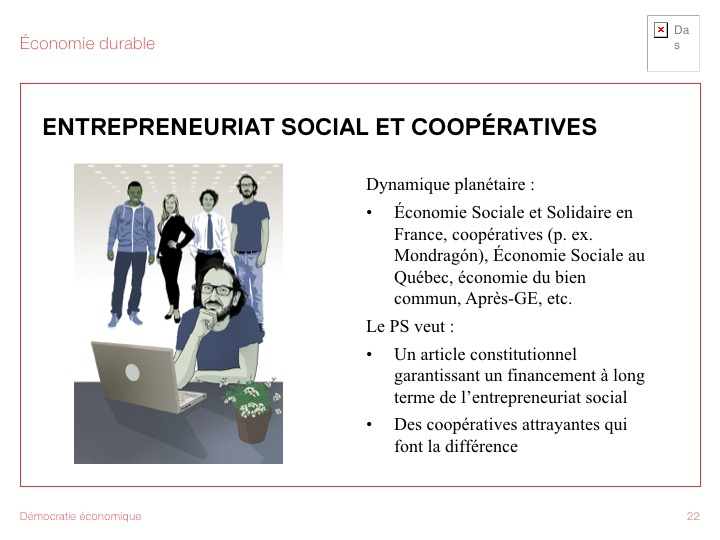 Économie durable
Da
s
ENTREPRENEURIAT SOCIAL ET COOPÉRATIVES
Dynamique planétaire :
• Économie Sociale et Solidaire en
France, coopératives (p. ex.
Mondragón), Économie Sociale au
Québec, économie du bien
commun, Après-GE, etc.
Le PS veut :
• Un article constitutionnel
garantissant un financement à long
terme de l’entrepreneuriat social
• Des coopératives attrayantes qui
font la différence
Démocratie économique
22